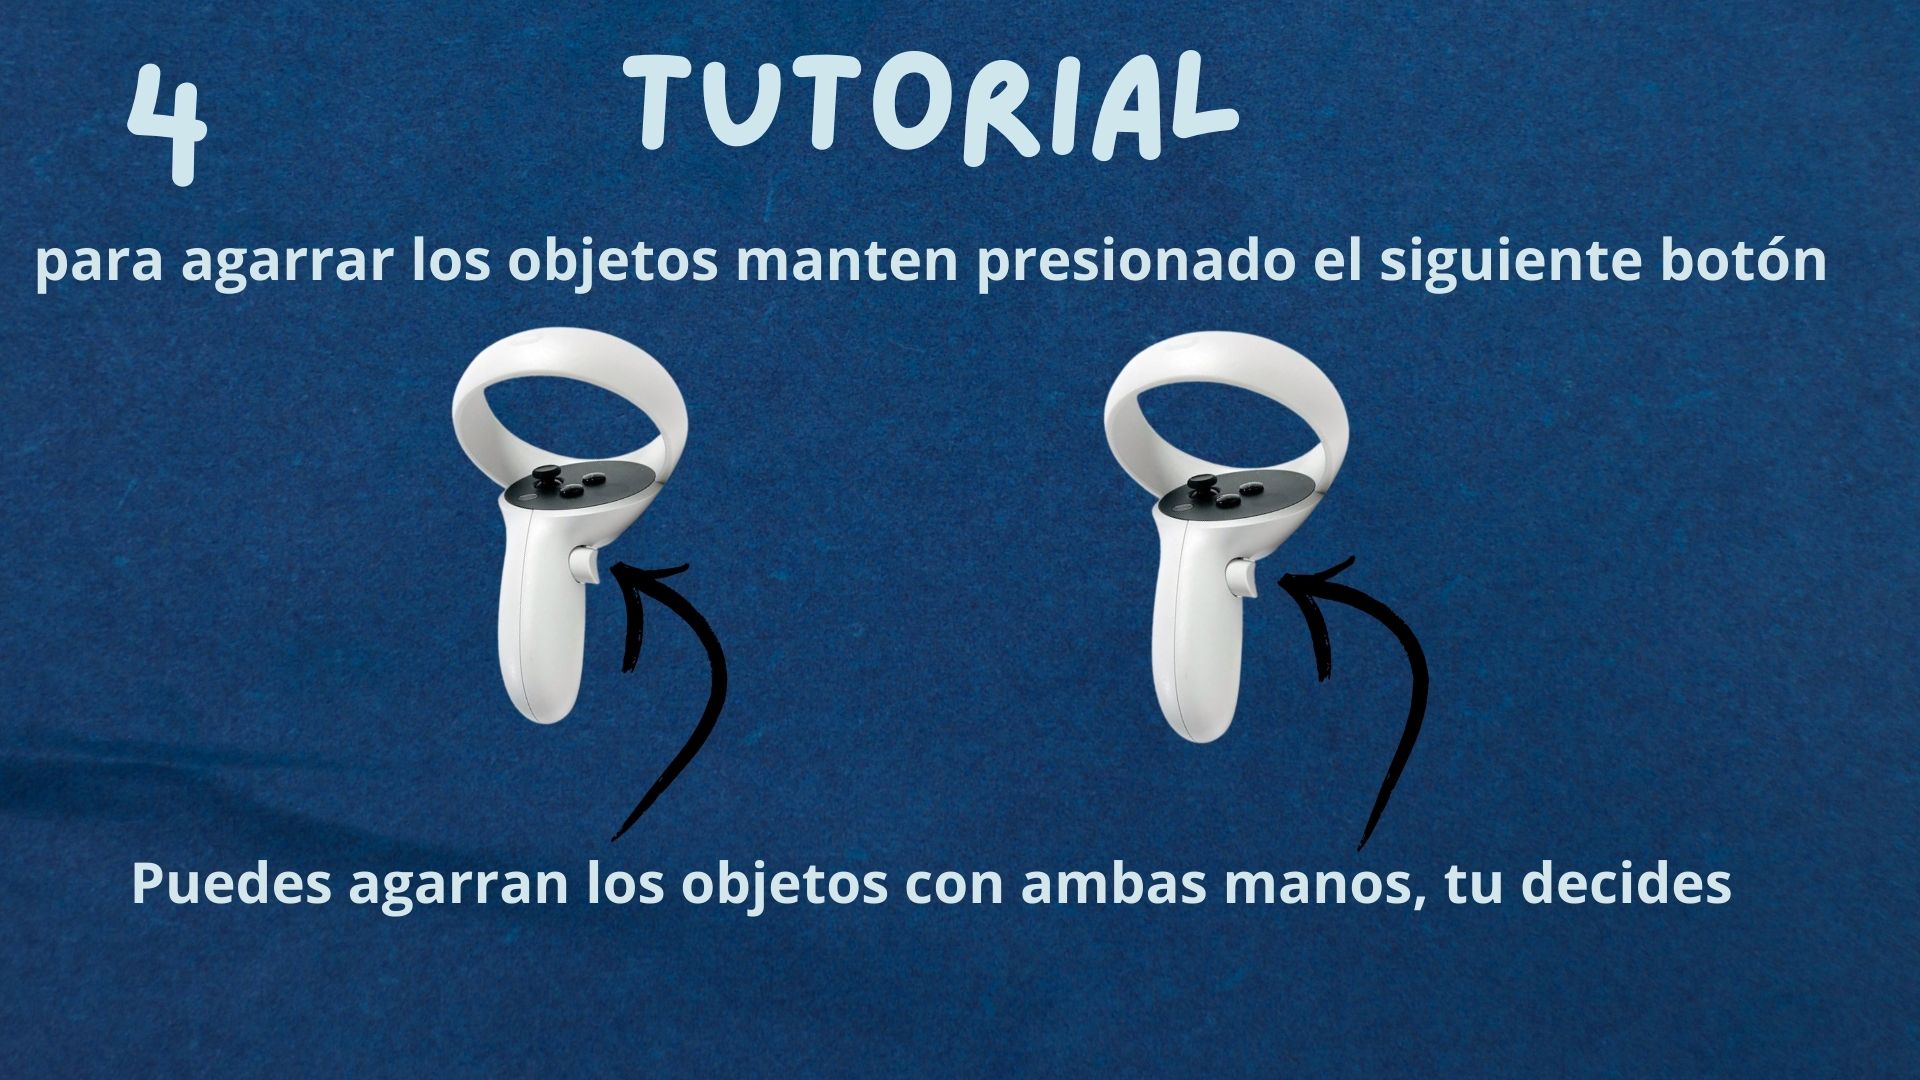 4
TUTORIAL
para agarrar los objetos manten presionado el siguiente botón
Puedes agarran los objetos con ambas manos, tu decides